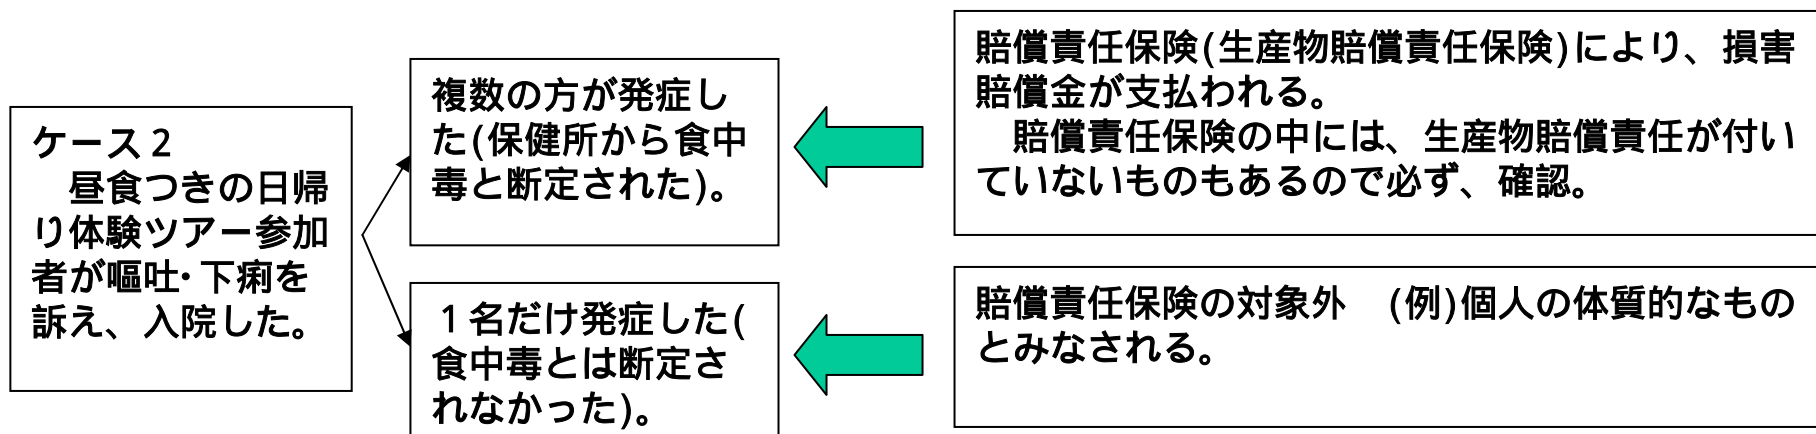 ケース２
　昼食つきの日帰
り体験ツアー参加
者が嘔吐・下痢を
訴え、入院した。
複数の方が発症し
た(保健所から食中
毒と断定された)。
１名だけ発症した(
食中毒とは断定さ
れなかった)。
賠償責任保険(生産物賠償責任保険)により、損害
賠償金が支払われる。
　賠償責任保険の中には、生産物賠償責任が付い
ていないものもあるので必ず、確認。
賠償責任保険の対象外　(例)個人の体質的なもの
とみなされる。